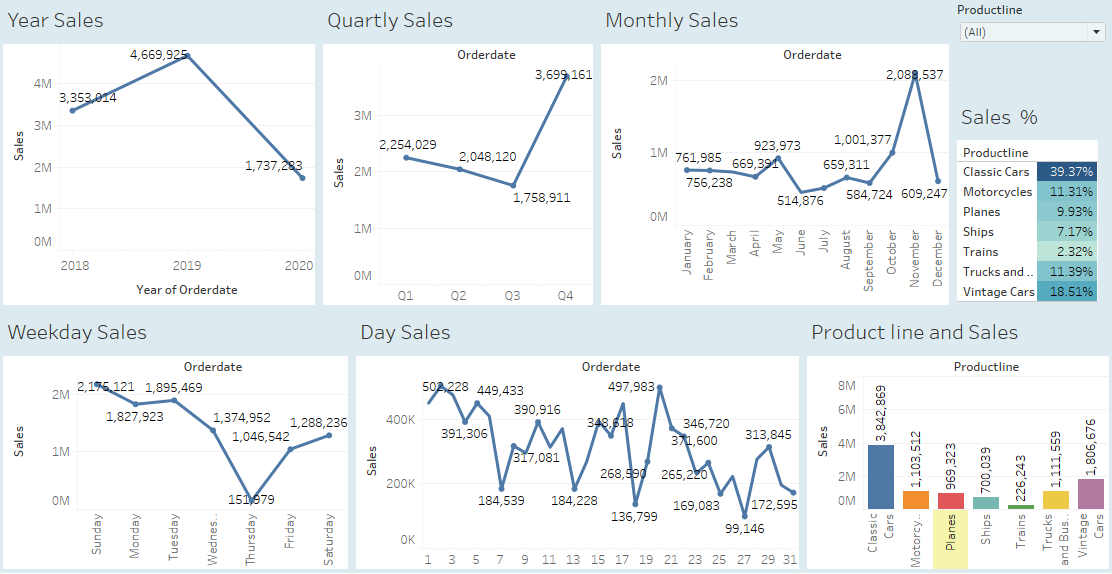 Year Sales
4,669,925
3,353,014
1,737,283
4M
3M
2M
1M
0M
Sales
2018 2019 2020
Year of Orderdate
Quartly Sales
Orderdate
3,699,161
2,254,029
2,048,120
1,758,911
3M
2M
1M
0M
Sales
Q1 Q2 Q3 Q4
Monthly Sales
Orderdate
2,089,537
1,001,377
923,973
761,985
669,391
659,311
756,238
514,876
584,724
609,247
2M
1M
0M
Sales
January
February
March
April
May
June
July
August
September
October
November
December
Productline
(All)
Sales %
Productline
Classic Cars 39.37%
Motorcycles 11.31%
Planes 9.93%
Ships 7.17%
Trains 2.32%
Trucks and .. 11.39%
Vintage Cars 18.51%
Weekday Sales
Orderdate
2,175,121
1,895,469
1,827,923
1,374,952
1,046,542
1,288,236
151,979
2M
1M
0M
Sales
Sunday
Monday
Tuesday
Wednes..
Thursday
Friday
Saturday
Day Sales
Orderdate
502,228
449,433
497,983
390,916
391,306
348,618
346,720
371,600
313,845
317,081
268,590
265,220
184,539
184,228
136,799
169,083
172,595
99,146
400K
200K
0K
Sales
1 3 5 7 9 11 13 15 17 19 21 23 25 27 29 31
Product line and Sales
Productline
8M
6M
4M
2M
0M
Sales
3,842,869
1,103,512
969,323
700,039
226,243
1,111,559
1,806,676
Classic
Cars
Motorcy..
Planes
Ships
Trains
Trucks
and Bus..
Vintage
Cars